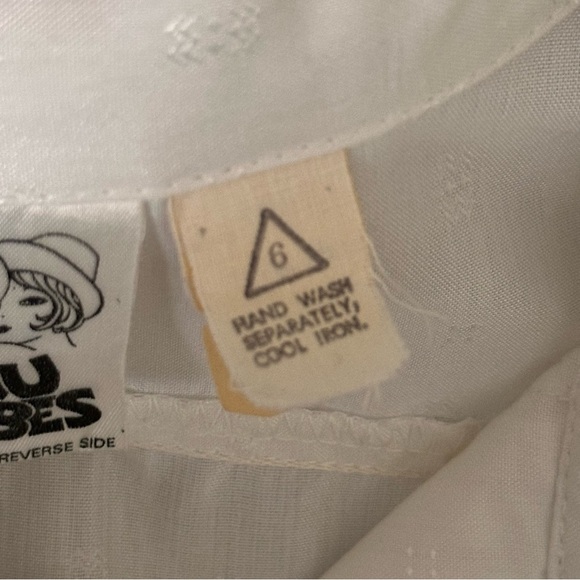 6
HAND WASH
SEPARATELY,
COOL IRON.
REVERSE SIDE